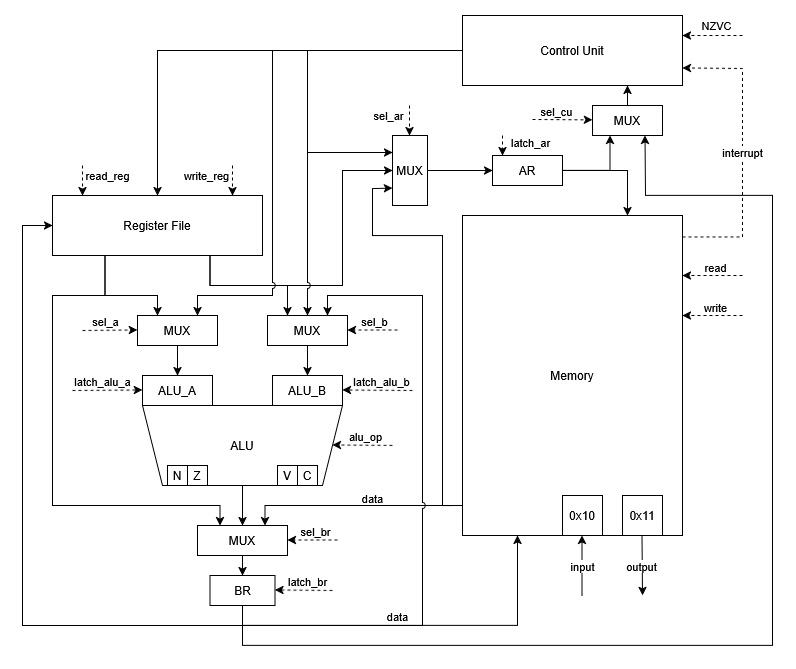 Control Unit
NZVC
sel_ar
sel_cu
MUX
latch_ar
interrupt
read_reg
write_reg
MUX
AR
Register File
read
write
sel_a
MUX
MUX
sel_b
latch_alu_a
ALU_A
ALU_B
latch_alu_b
Memory
ALU
alu_op
N
Z
V
C
data
0x10
0x11
MUX
sel_br
input
output
BR
latch_br
data